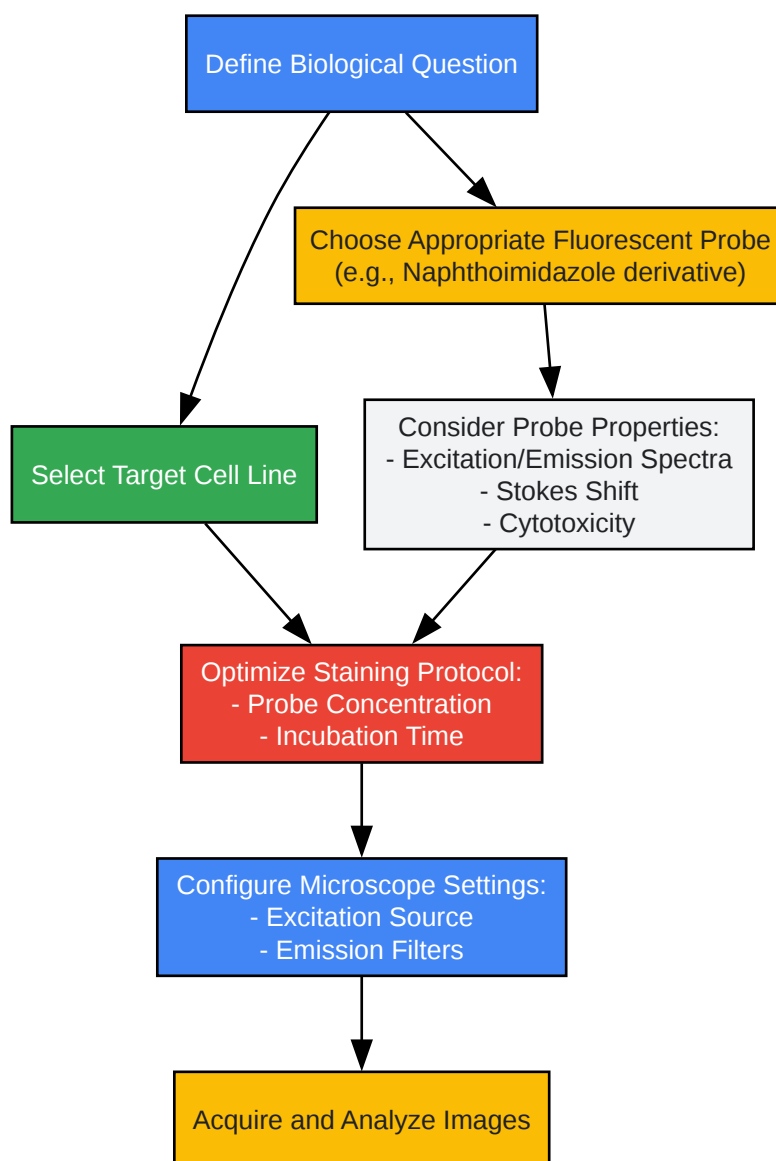 Define Biological Question
Choose Appropriate Fluorescent Probe
(e.g., Naphthoimidazole derivative)
Select Target Cell Line
Consider Probe Properties:
- Excitation/Emission Spectra
- Stokes Shift
- Cytotoxicity
Optimize Staining Protocol:
- Probe Concentration
- Incubation Time
Configure Microscope Settings:
- Excitation Source
- Emission Filters
Acquire and Analyze Images